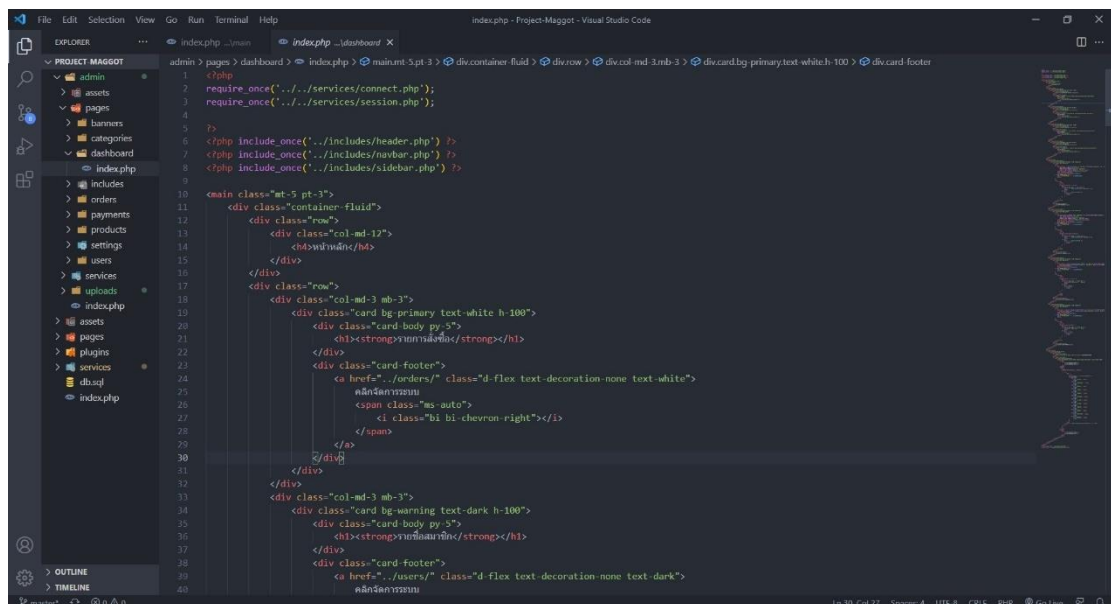 File Edit Selection View Go Run Terminal Help
index.php - Project-Maggot - Visual Studio Code
EXPLORER
index.php ...\main
index.php ...\dashboard
PROJECT-MAGGOT
admin
assets
pages
banners
categories
dashboard
index.php
includes
orders
payments
products
settings
users
services
uploads
index.php
assets
pages
plugins
services
db.sql
index.php
OUTLINE
TIMELINE
admin > pages > dashboard > index.php > main.mt-5.pt-3 > div.container-fluid > div.row > div.col-md-3.mb-3 > div.card.bg-primary.text-white.h-100 > div.card-footer
1 <?php
2 require_once('../../services/connect.php');
3 require_once('../../services/session.php');
4
5 ?>
6 <?php include_once('../includes/header.php') ?>
7 <?php include_once('../includes/navbar.php') ?>
8 <?php include_once('../includes/sidebar.php') ?>
9
10 <main class="mt-5 pt-3">
11 <div class="container-fluid">
12 <div class="row">
13 <div class="col-md-12">
14 <h4>หน้าหลัก</h4>
15 </div>
16 </div>
17 <div class="row">
18 <div class="col-md-3 mb-3">
19 <div class="card bg-primary text-white h-100">
20 <div class="card-body py-5">
21 <h1><strong>รายการสั่งซื้อ</strong></h1>
22 </div>
23 <div class="card-footer">
24 <a href="../orders/" class="d-flex text-decoration-none text-white">
25 คลิกจัดการระบบ
26 <span class="ms-auto">
27 <i class="bi bi-chevron-right"></i>
28 </span>
29 </a>
30 </div>
31 </div>
32 </div>
33 <div class="col-md-3 mb-3">
34 <div class="card bg-warning text-dark h-100">
35 <div class="card-body py-5">
36 <h1><strong>รายชื่อสมาชิก</strong></h1>
37 </div>
38 <div class="card-footer">
39 <a href="../users/" class="d-flex text-decoration-none text-dark">
40 คลิกจัดการระบบ
master* 0 0
Ln 30, Col 27 Spaces: 4 UTF-8 CRLF PHP Go Live